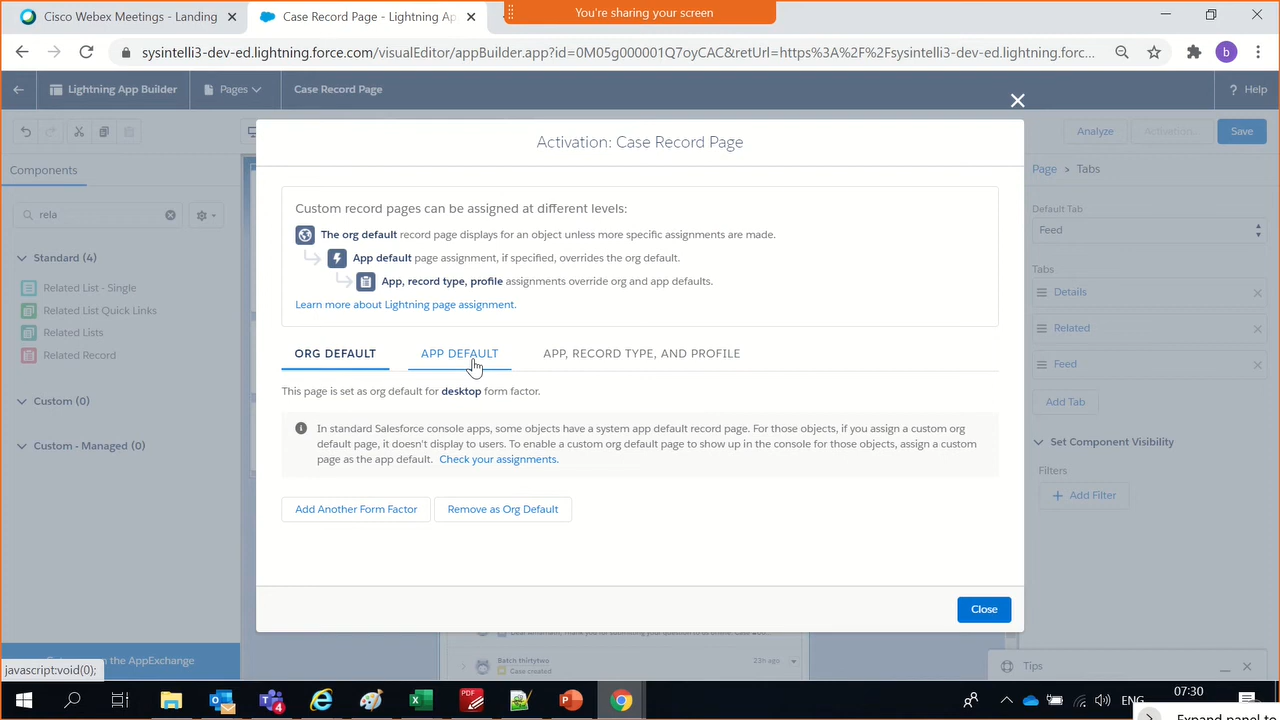 You're sharing your screen
Cisco Webex Meetings - Landing
Case Record Page - Lightning Ap
sysintelli3-dev-ed.lightning.force.com/visualEditor/appBuilder.app?id=0M05g000001Q7oyCAC&retUrl=https%3A%2F%2Fsysintelli3-dev-ed.lightning.forc...
b
Lightning App Builder
Pages
Case Record Page
? Help
Analyze
Activation...
Save
Components
rela
Standard (4)
Related List - Single
Related List Quick Links
Related Lists
Related Record
Custom (0)
Custom - Managed (0)
on the AppExchange
javascript:void(0);
Activation: Case Record Page
Custom record pages can be assigned at different levels:
The org default record page displays for an object unless more specific assignments are made.
App default page assignment, if specified, overrides the org default.
App, record type, profile assignments override org and app defaults.
Learn more about Lightning page assignment.
ORG DEFAULT
APP DEFAULT
APP, RECORD TYPE, AND PROFILE
This page is set as org default for desktop form factor.
In standard Salesforce console apps, some objects have a system app default record page. For those objects, if you assign a custom org
default page, it doesn't display to users. To enable a custom org default page to show up in the console for those objects, assign a custom
page as the app default. Check your assignments.
Add Another Form Factor
Remove as Org Default
Close
Page > Tabs
Default Tab
Feed
Tabs
Details
Related
Feed
Add Tab
Set Component Visibility
Filters
+ Add Filter
Batch thirtytwo
Case created
23h ago
Tips
PDF
ENG
07:30
Expand panel to